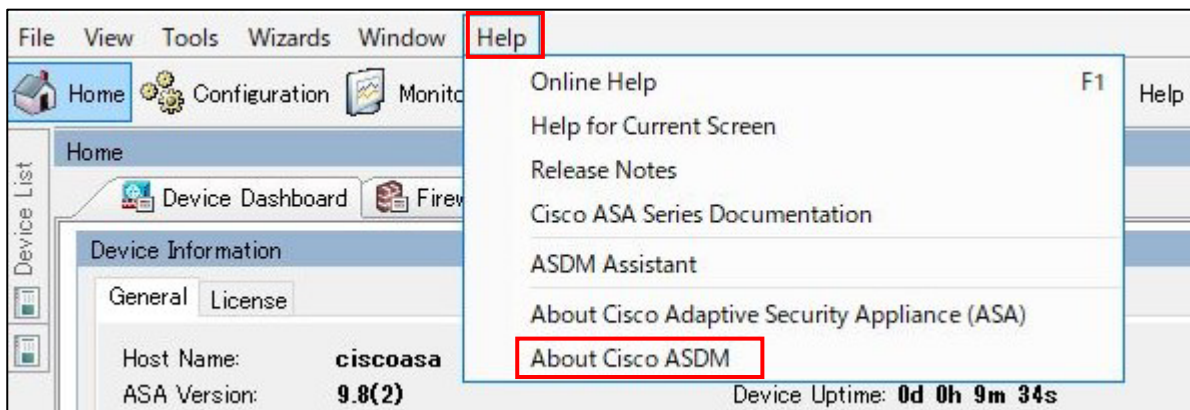 File View Tools Wizards Window Help
Home Configuration Help
Online Help F1
Help for Current Screen
Release Notes
Cisco ASA Series Documentation
ASDM Assistant
About Cisco Adaptive Security Appliance (ASA)
About Cisco ASDM
Device List
Home
Device Dashboard
Device Information
General License
Host Name: ciscoasa
ASA Version: 9.8(2) Device Uptime: 0d 0h 9m 34s